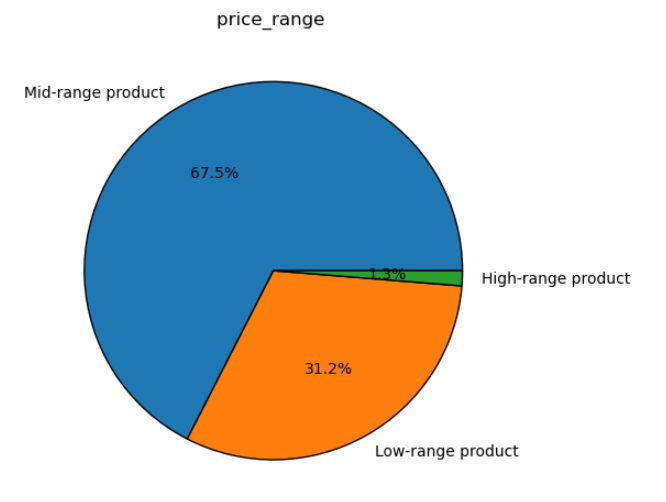 price_range
Mid-range product
67.5%
1.3%
High-range product
31.2%
Low-range product